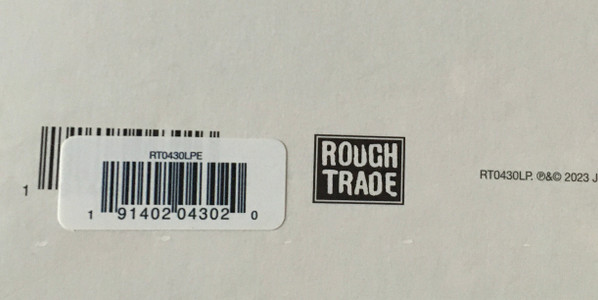 RT0430LPE
1 91402 04302 0
1
ROUGH
TRADE
RT0430LP. ℗&© 2023 J